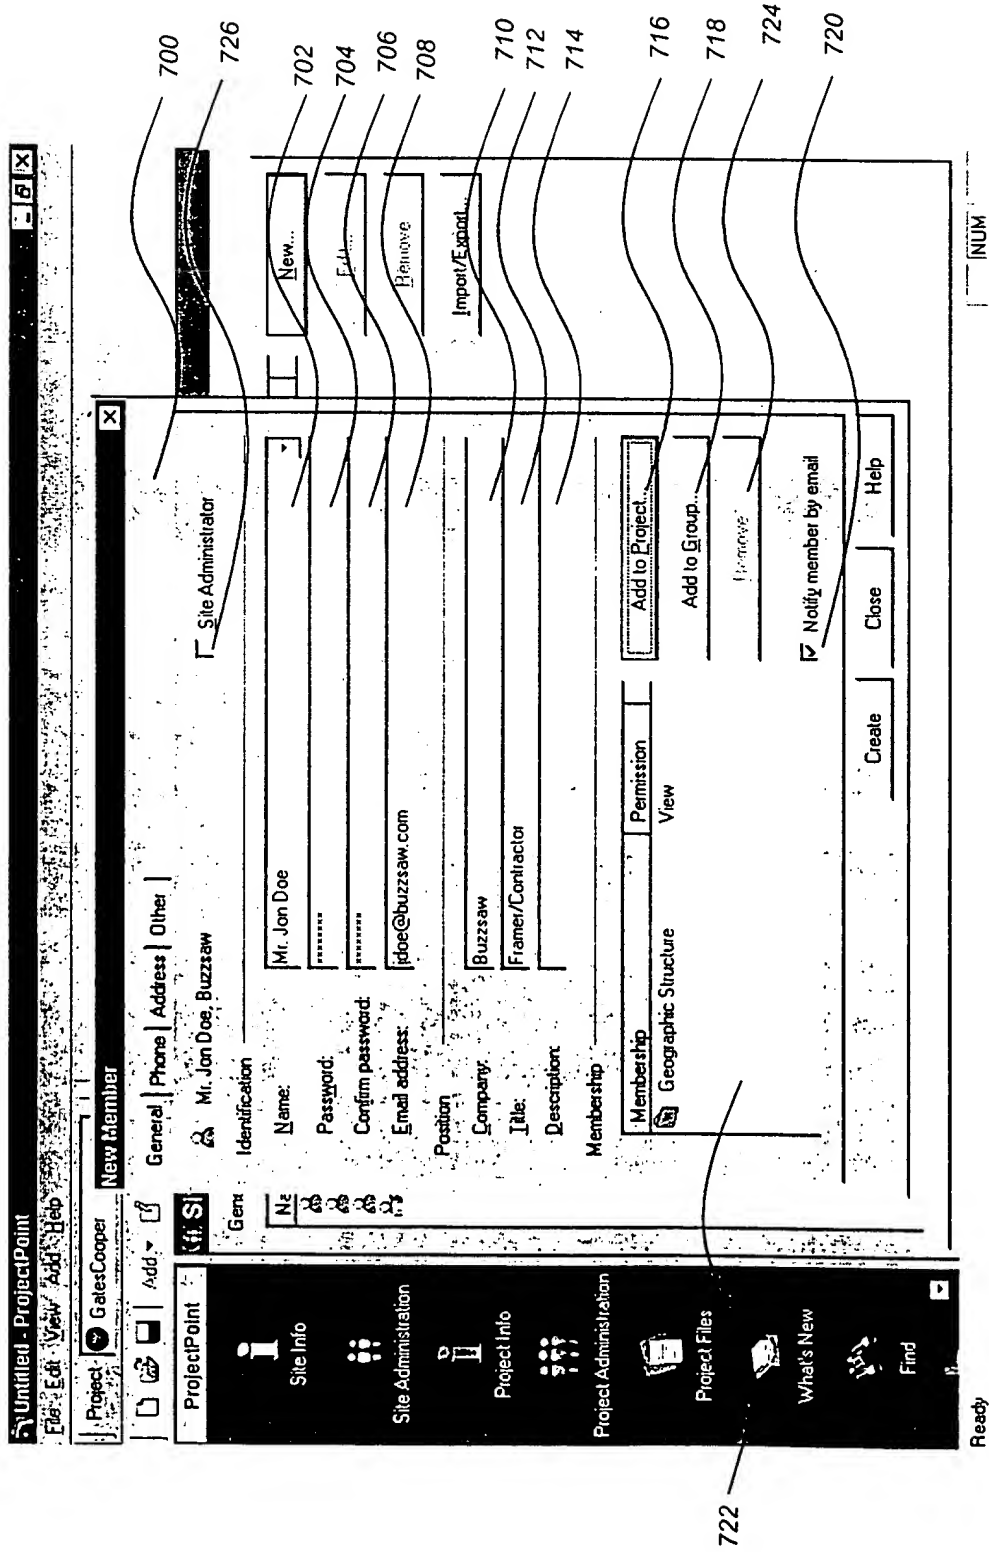 Untitled - ProjectPoint
File Edit View Add Help
Project GatesCooper
Add
ProjectPoint
Site Info
Site Administration
Project Info
Project Administration
Project Files
What's New
Find
Ready
NUM
New...
Edit...
Remove
Import/Export...
New Member
General Phone Address Other
Mr. Jon Doe, Buzzsaw
Site Administrator
Identification
Name: Mr. Jon Doe
Password: ********
Confirm password: ********
Email address: jdoe@buzzsaw.com
Position
Company: Buzzsaw
Title: Framer/Contractor
Description:
Membership
Membership Permission
Geographic Structure View
Add to Project...
Add to Group...
Remove
Notify member by email
Create Close Help
700
726
702
704
706
708
710
712
714
716
718
724
720
722